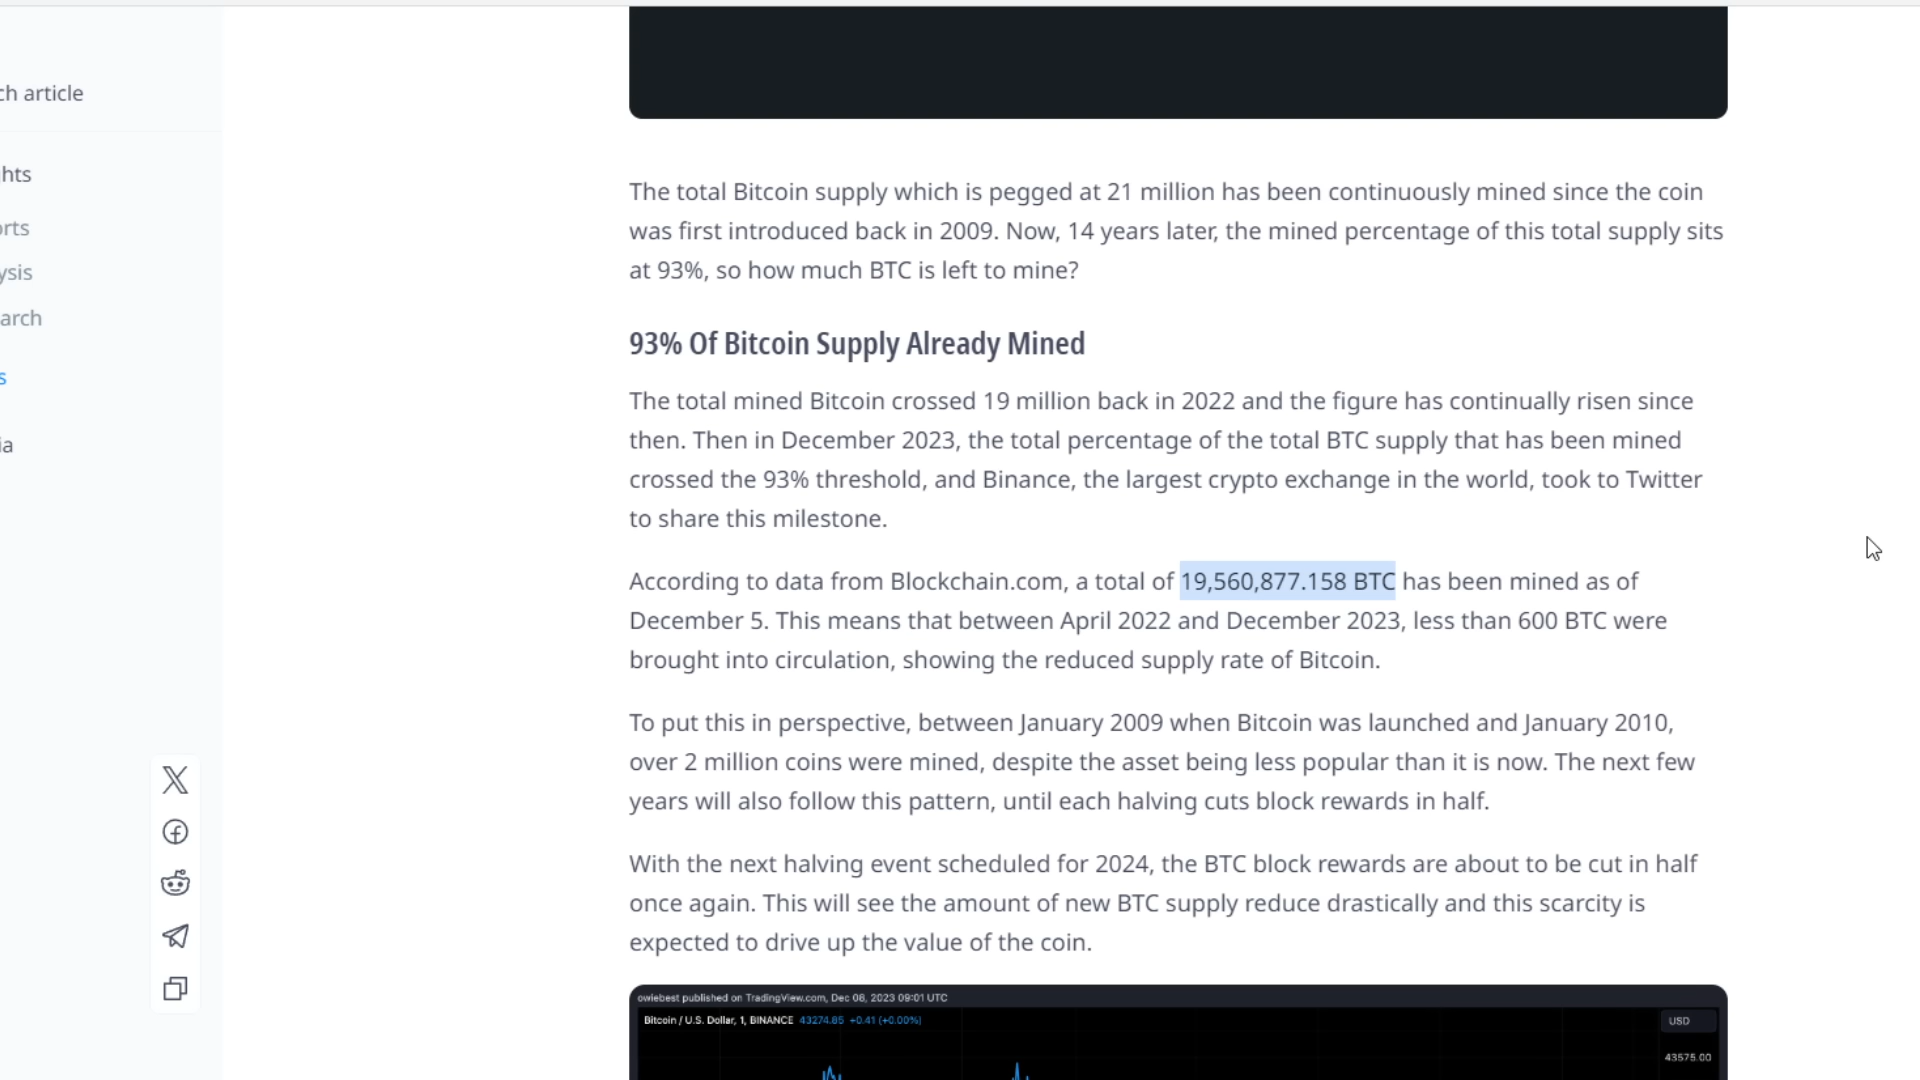 ch article
hts
orts
ysis
arch
s
ia
The total Bitcoin supply which is pegged at 21 million has been continuously mined since the coin
was first introduced back in 2009. Now, 14 years later, the mined percentage of this total supply sits
at 93%, so how much BTC is left to mine?
93% Of Bitcoin Supply Already Mined
The total mined Bitcoin crossed 19 million back in 2022 and the figure has continually risen since
then. Then in December 2023, the total percentage of the total BTC supply that has been mined
crossed the 93% threshold, and Binance, the largest crypto exchange in the world, took to Twitter
to share this milestone.
According to data from Blockchain.com, a total of 19,560,877.158 BTC has been mined as of
December 5. This means that between April 2022 and December 2023, less than 600 BTC were
brought into circulation, showing the reduced supply rate of Bitcoin.
To put this in perspective, between January 2009 when Bitcoin was launched and January 2010,
over 2 million coins were mined, despite the asset being less popular than it is now. The next few
years will also follow this pattern, until each halving cuts block rewards in half.
With the next halving event scheduled for 2024, the BTC block rewards are about to be cut in half
once again. This will see the amount of new BTC supply reduce drastically and this scarcity is
expected to drive up the value of the coin.
owiebest published on TradingView.com, Dec 08, 2023 09:01 UTC
Bitcoin / U.S. Dollar, 1, BINANCE 43274.85 +0.41 (+0.00%)
USD
43575.00